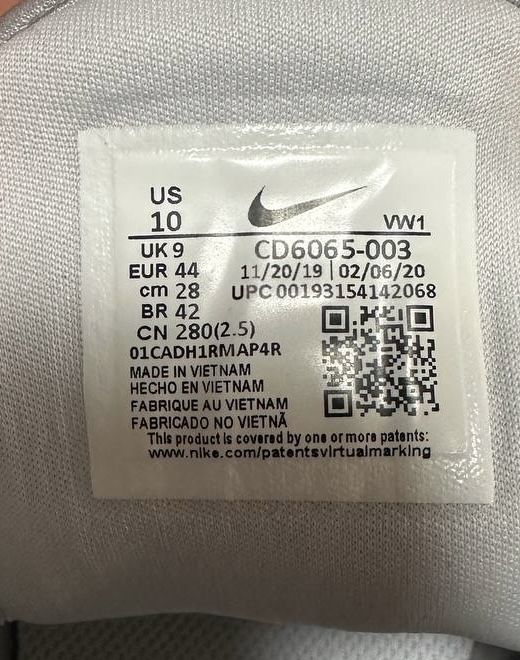 US
10
VW1
UK 9
CD6065-003
EUR 44
11/20/19 | 02/06/20
cm 28
UPC 00193154142068
BR 42
CN 280(2.5)
01CADH1RMAP4R
MADE IN VIETNAM
HECHO EN VIETNAM
FABRIQUE AU VIETNAM
FABRICADO NO VIETNÃ
This product is covered by one or more patents:
www.nike.com/patentsvirtualmarking